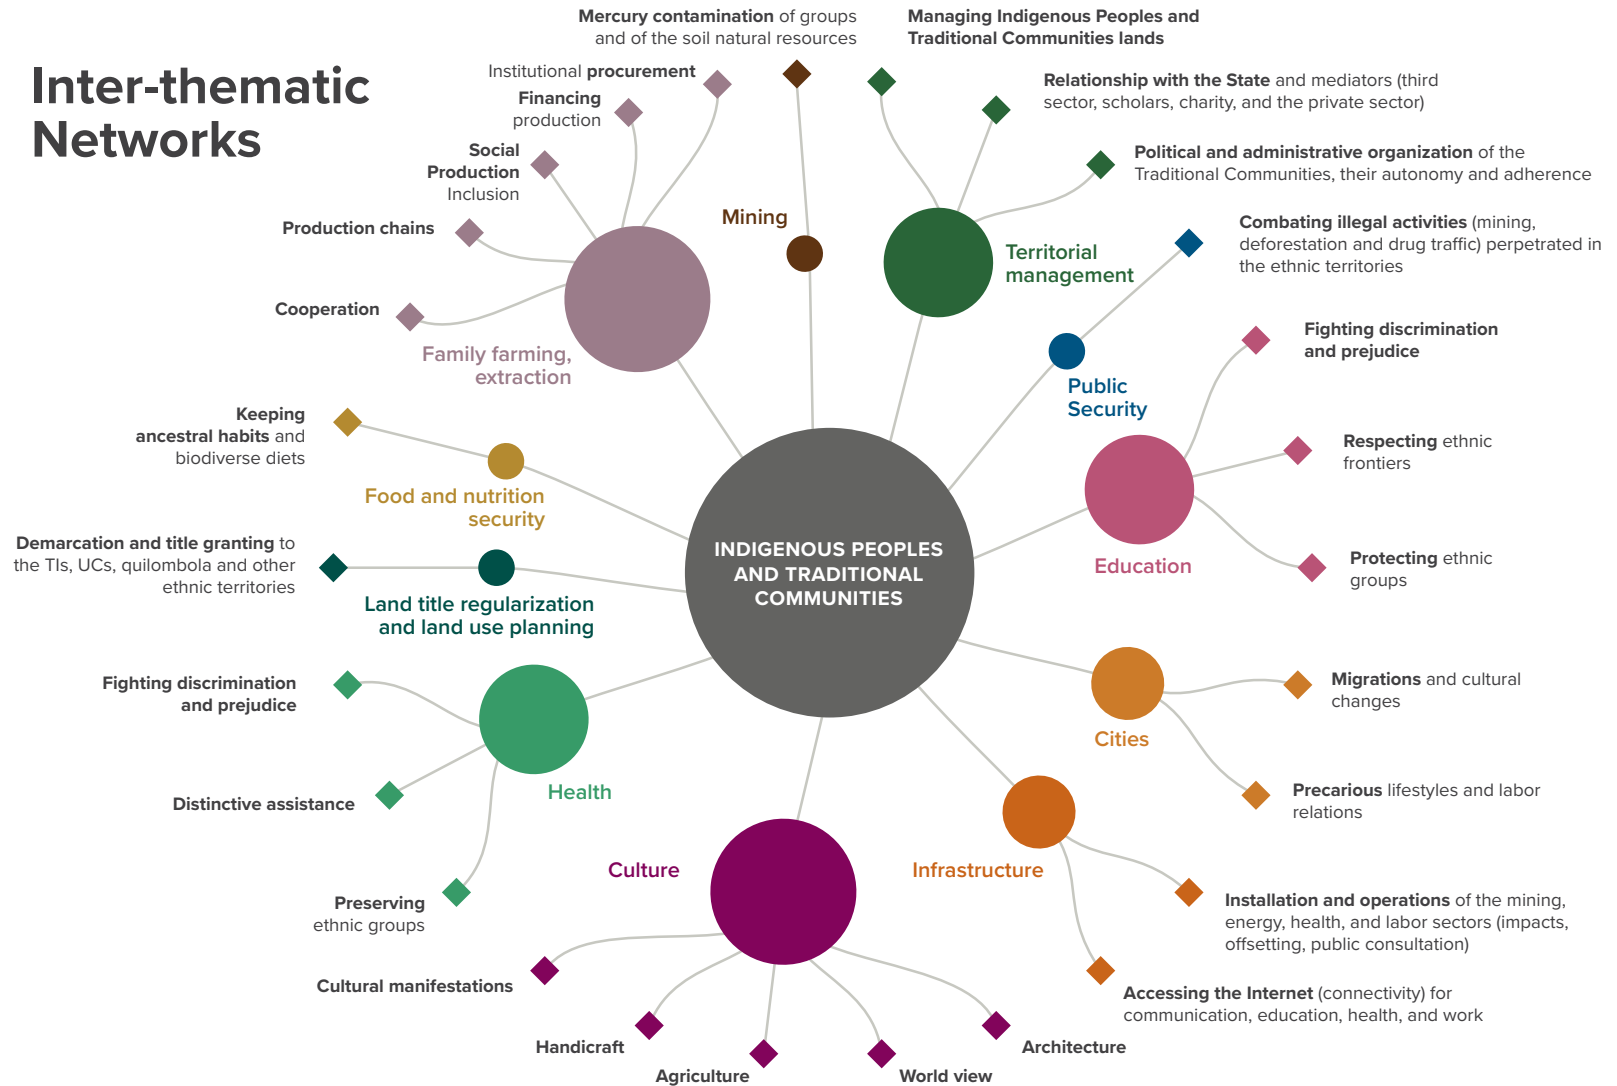 Inter-thematic
Networks
Mercury contamination of groups
and of the soil natural resources
Managing Indigenous Peoples and
Traditional Communities lands
Institutional procurement
Financing
production
Social
Production
Inclusion
Production chains
Cooperation
Family farming,
extraction
Mining
Relationship with the State and mediators (third
sector, scholars, charity, and the private sector)
Political and administrative organization of the
Traditional Communities, their autonomy and adherence
Territorial
management
Combating illegal activities (mining,
deforestation and drug traffic) perpetrated in
the ethnic territories
Public
Security
Fighting discrimination
and prejudice
Respecting ethnic
frontiers
Protecting ethnic
groups
Education
Keeping
ancestral habits and
biodiverse diets
Food and nutrition
security
Demarcation and title granting to
the TIs, UCs, quilombola and other
ethnic territories
Land title regularization
and land use planning
INDIGENOUS PEOPLES
AND TRADITIONAL
COMMUNITIES
Fighting discrimination
and prejudice
Distinctive assistance
Preserving
ethnic groups
Health
Migrations and cultural
changes
Precarious lifestyles and labor
relations
Cities
Culture
Infrastructure
Installation and operations of the mining,
energy, health, and labor sectors (impacts,
offsetting, public consultation)
Accessing the Internet (connectivity) for
communication, education, health, and work
Cultural manifestations
Handicraft
Agriculture
World view
Architecture